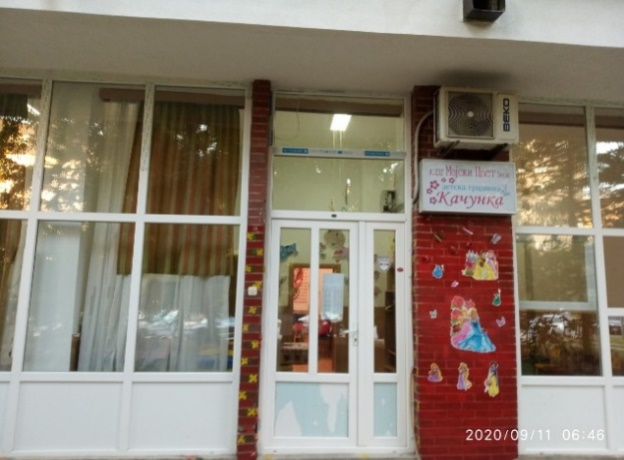 BEKO
Мајски Цвет
детска градинка
Качунка
2020/09/11 06:46